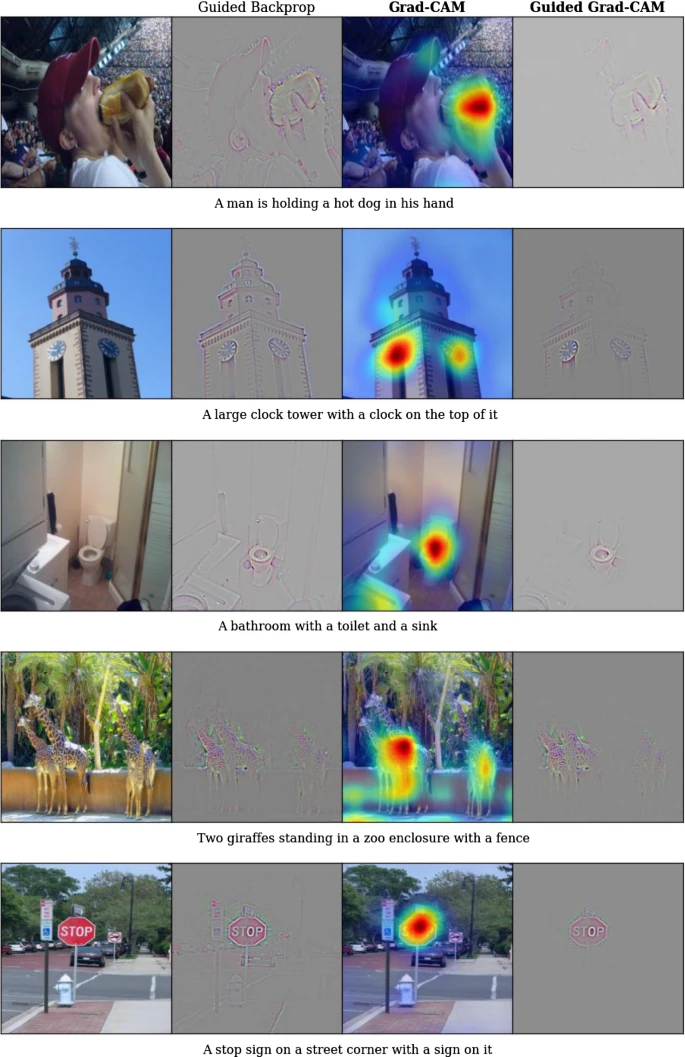 Guided Backprop Grad-CAM Guided Grad-CAM
A man is holding a hot dog in his hand
A large clock tower with a clock on the top of it
A bathroom with a toilet and a sink
Two giraffes standing in a zoo enclosure with a fence
STOP STOP STOP
A stop sign on a street corner with a sign on it